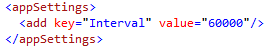 <appSettings>
<add key="Interval" value="60000"/>
</appSettings>